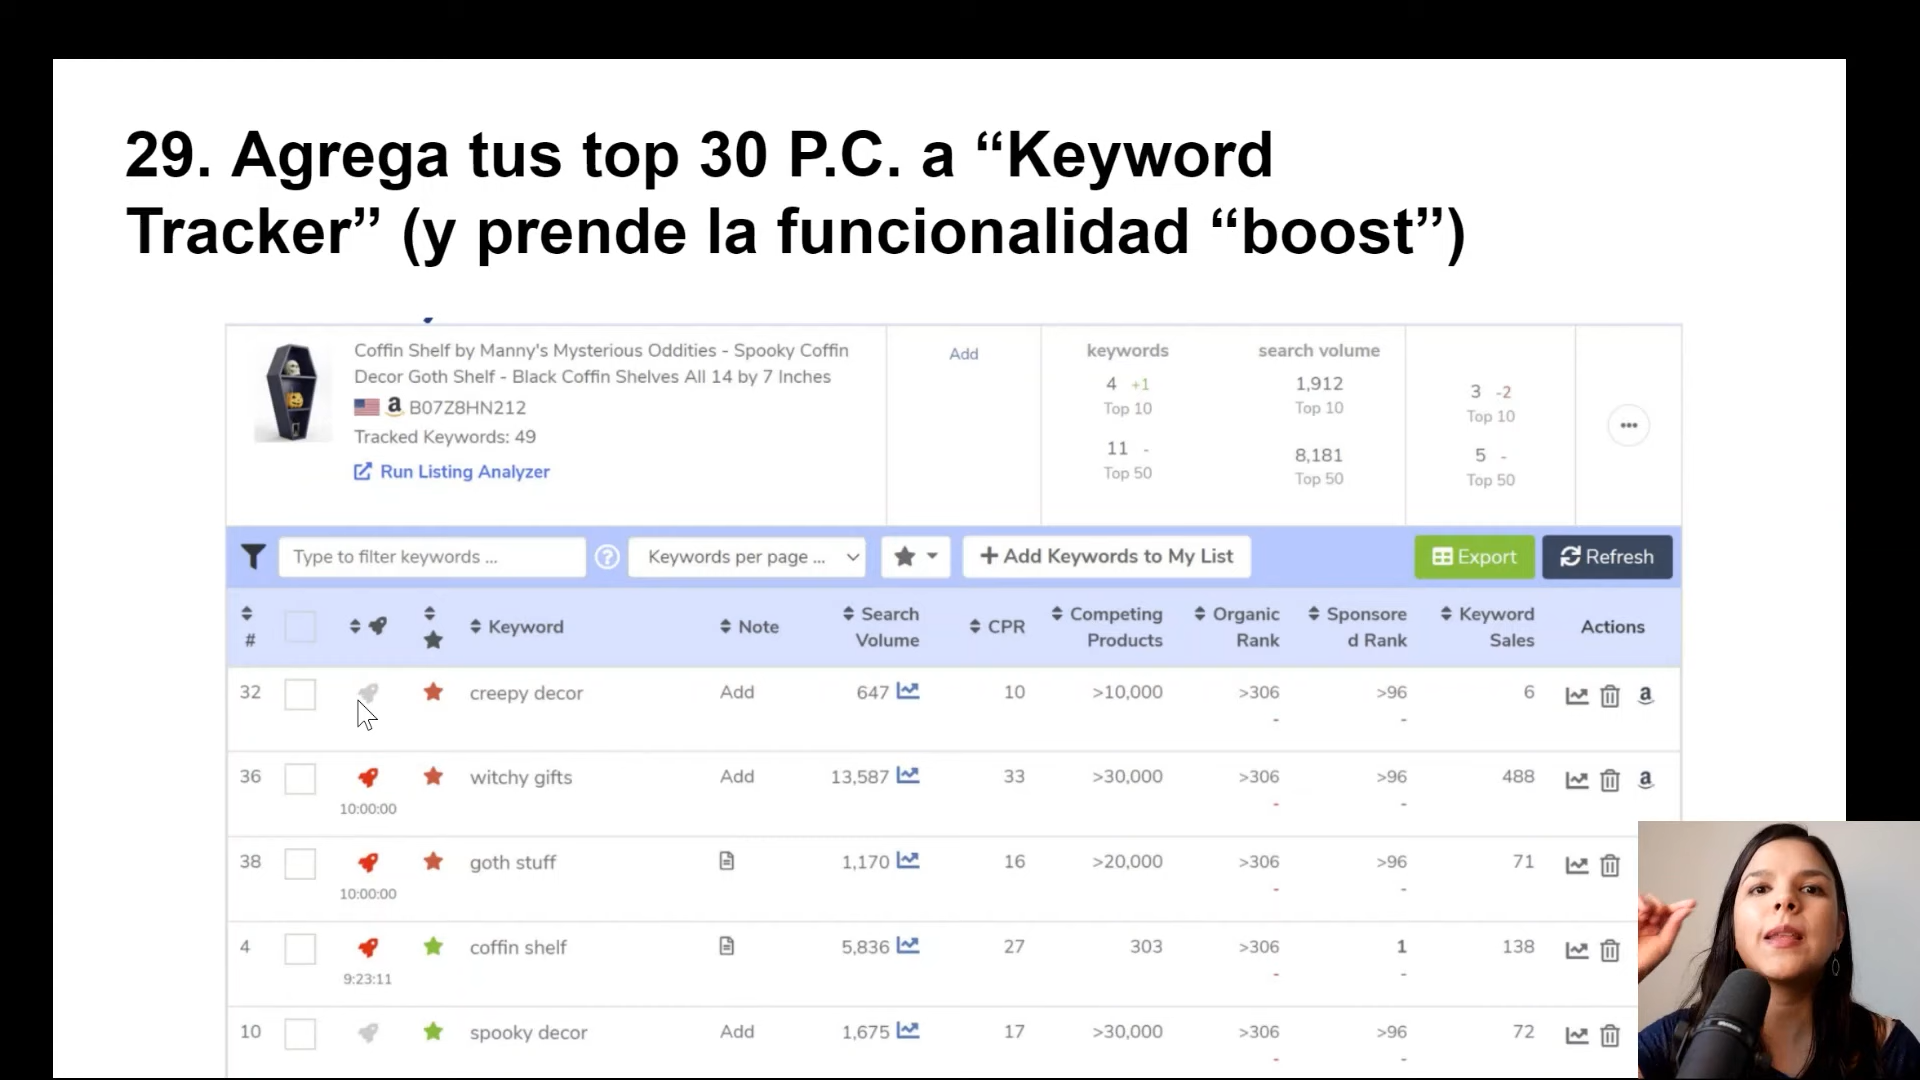 29. Agrega tus top 30 P.C. a “Keyword
Tracker” (y prende la funcionalidad “boost”)
Coffin Shelf by Manny's Mysterious Oddities - Spooky Coffin
Decor Goth Shelf - Black Coffin Shelves All 14 by 7 Inches
B07Z8HN212
Tracked Keywords: 49
Run Listing Analyzer
Add
keywords search volume
4 +1 1,912 3 -2
Top 10 Top 10 Top 10
11 - 8,181 5 -
Top 50 Top 50 Top 50
Type to filter keywords ... ? Keywords per page ... + Add Keywords to My List Export Refresh
# Keyword Note Search Volume CPR Competing Products Organic Rank Sponsore d Rank Keyword Sales Actions
32 creepy decor Add 647 10 >10,000 >306 >96 6 a
- -
36 witchy gifts Add 13,587 33 >30,000 >306 >96 488 a
10:00:00 - -
38 goth stuff 1,170 16 >20,000 >306 >96 71
10:00:00 - -
4 coffin shelf 5,836 27 303 >306 1 138
9:23:11 - -
10 spooky decor Add 1,675 17 >30,000 >306 >96 72
- -